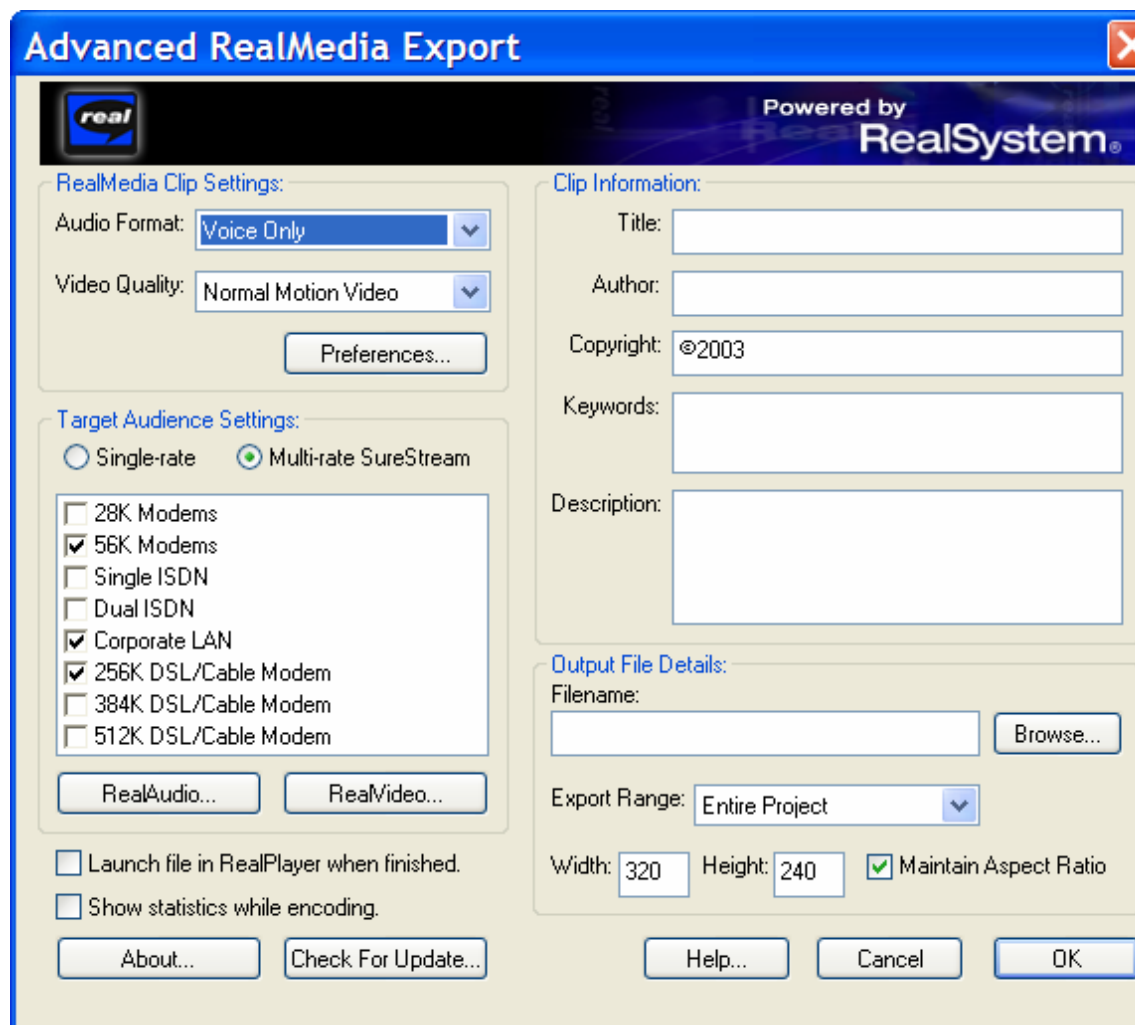 Advanced RealMedia Export
real
Powered by
RealSystem®
RealMedia Clip Settings:
Audio Format: Voice Only
Video Quality: Normal Motion Video
Preferences...
Target Audience Settings:
Single-rate Multi-rate SureStream
28K Modems
56K Modems
Single ISDN
Dual ISDN
Corporate LAN
256K DSL/Cable Modem
384K DSL/Cable Modem
512K DSL/Cable Modem
RealAudio... RealVideo...
Launch file in RealPlayer when finished.
Show statistics while encoding.
About... Check For Update...
Clip Information:
Title:
Author:
Copyright: ©2003
Keywords:
Description:
Output File Details:
Filename:
Browse...
Export Range: Entire Project
Width: 320 Height: 240 Maintain Aspect Ratio
Help... Cancel OK